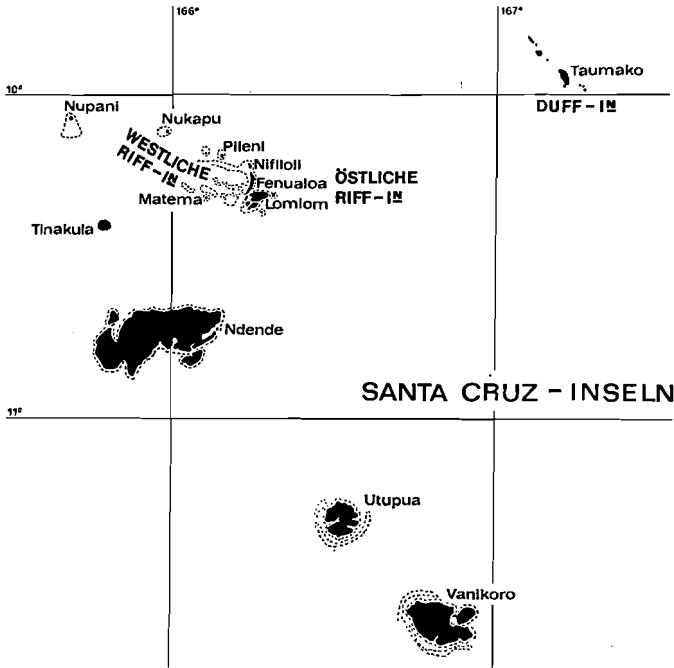 166°
167°
Taumako
10°
DUFF-IN
Nupani
Nukapu
Pileni
WESTLICHE
RIFF-IN
Nifiloli
Fenualoa
ÖSTLICHE
RIFF-IN
Matema
Lomlom
Tinakula
Ndende
SANTA CRUZ-INSELN
11°
Utupua
Vanikoro